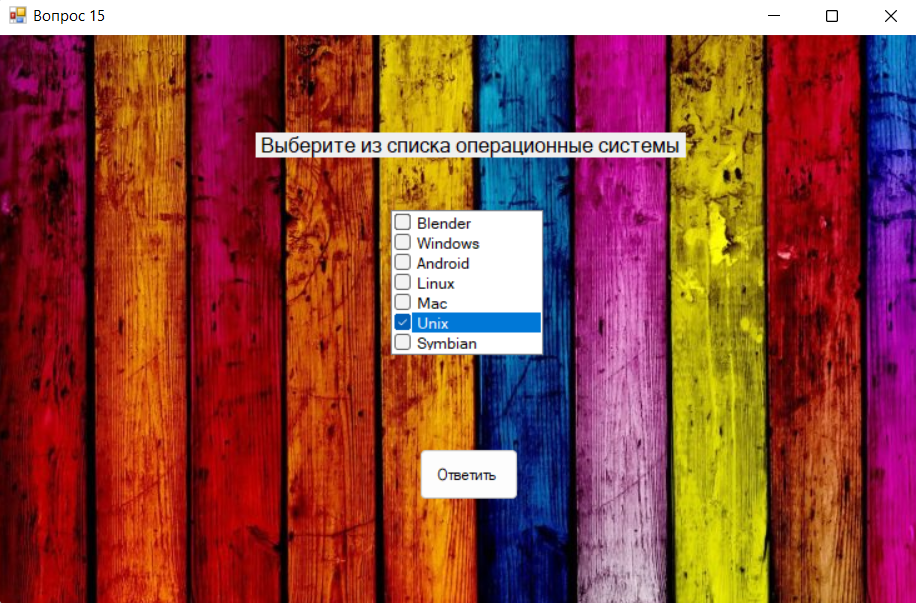 Вопрос 15
Выберите из списка операционные системы
Blender
Windows
Android
Linux
Mac
Unix
Symbian
Ответить